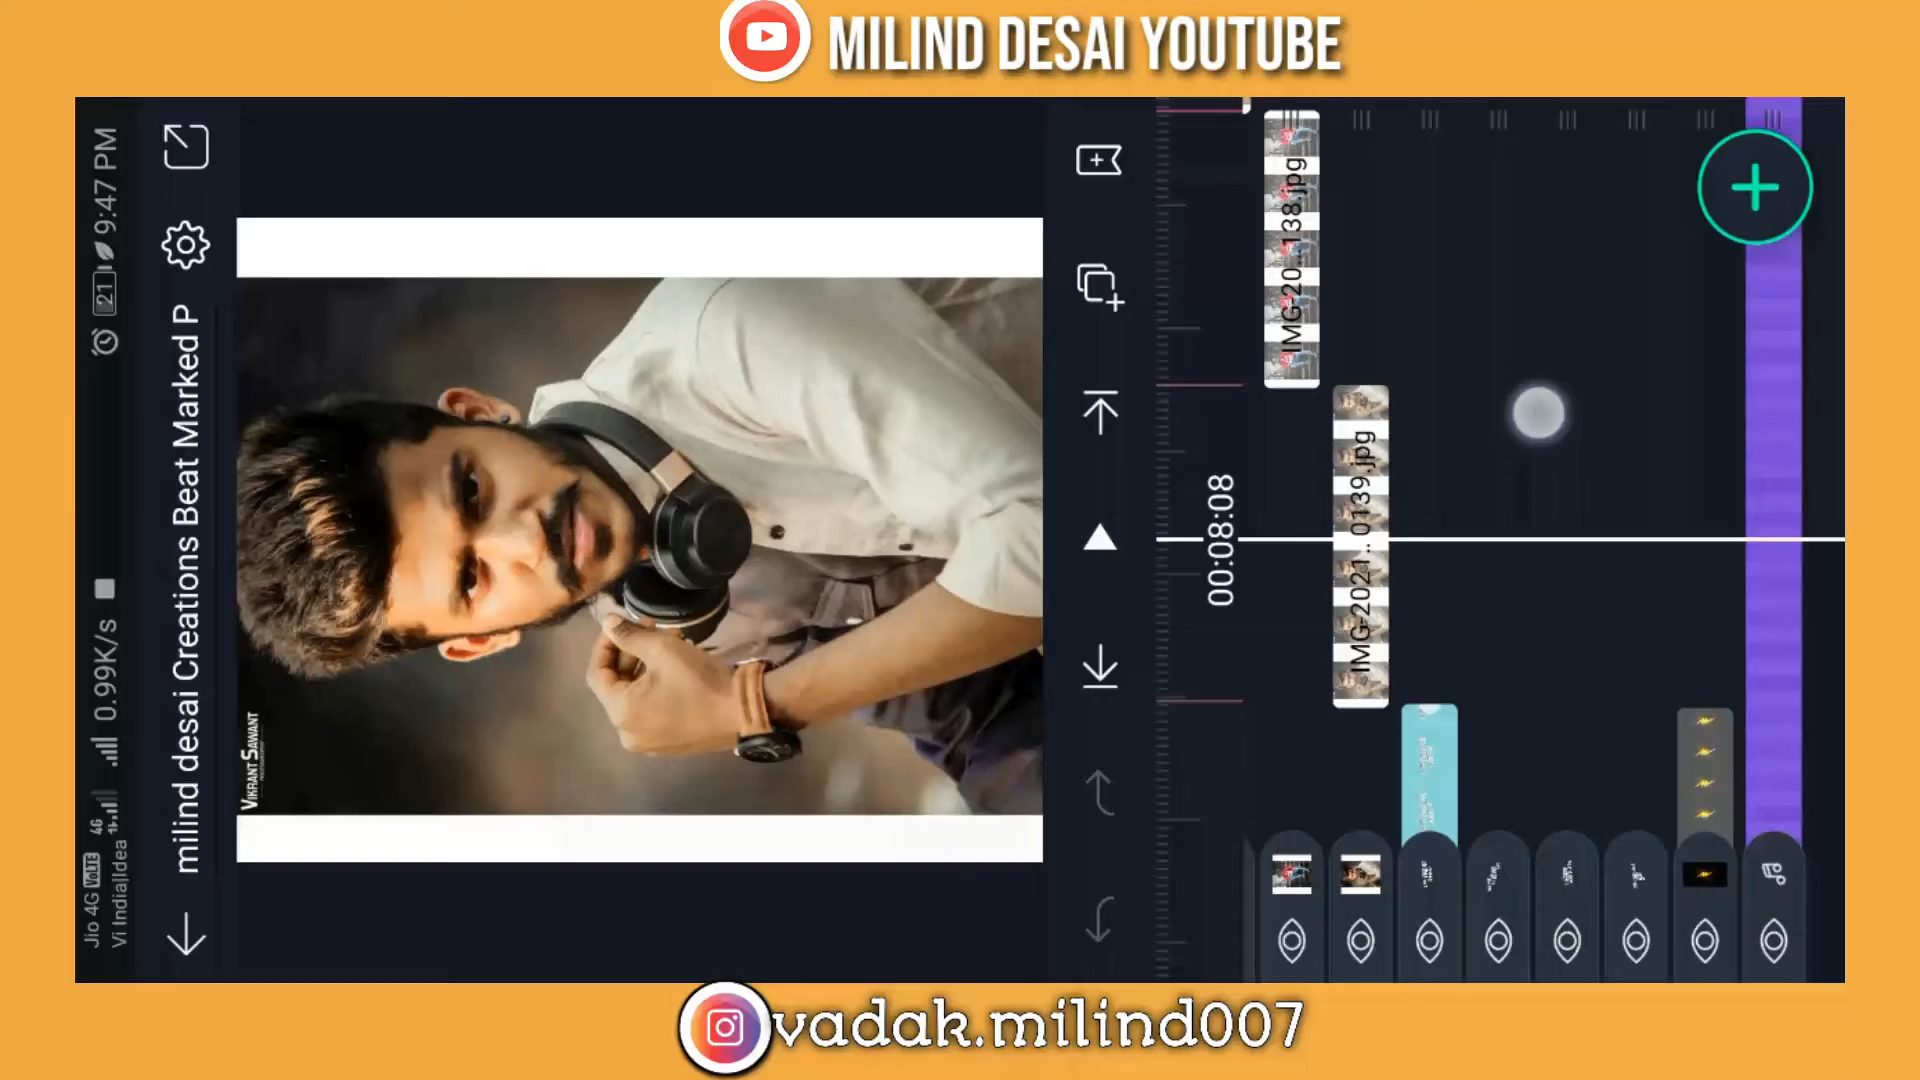 MILIND DESAI YOUTUBE
Jio 4G VoLTE 4G
Vi India|Idea
0.99K/s
21
9:47 PM
milind desai Creations Beat Marked P
VIKRANT SAWANT
00:08:08
IMG-20...138.jpg
IMG-2021... 0139.jpg
vadak.milind007